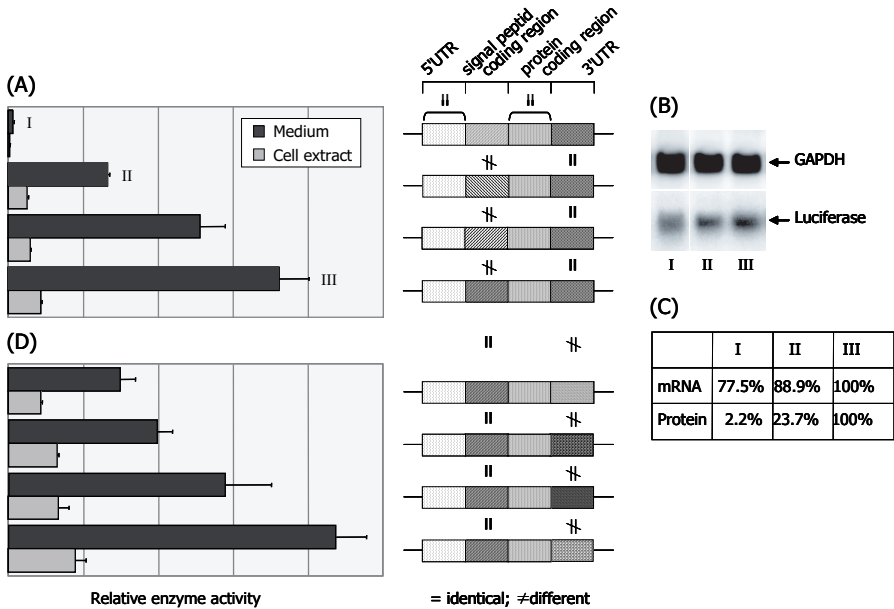 5'UTR
signal peptid
coding region
protein
coding region
3'UTR
(A)
I
Medium
Cell extract
II
III
=
=
≠
=
≠
=
≠
=
(B)
GAPDH
Luciferase
I II III
(C)
I II III
mRNA 77.5% 88.9% 100%
Protein 2.2% 23.7% 100%
(D)
= ≠
= ≠
= ≠
= ≠
Relative enzyme activity
= identical; ≠different